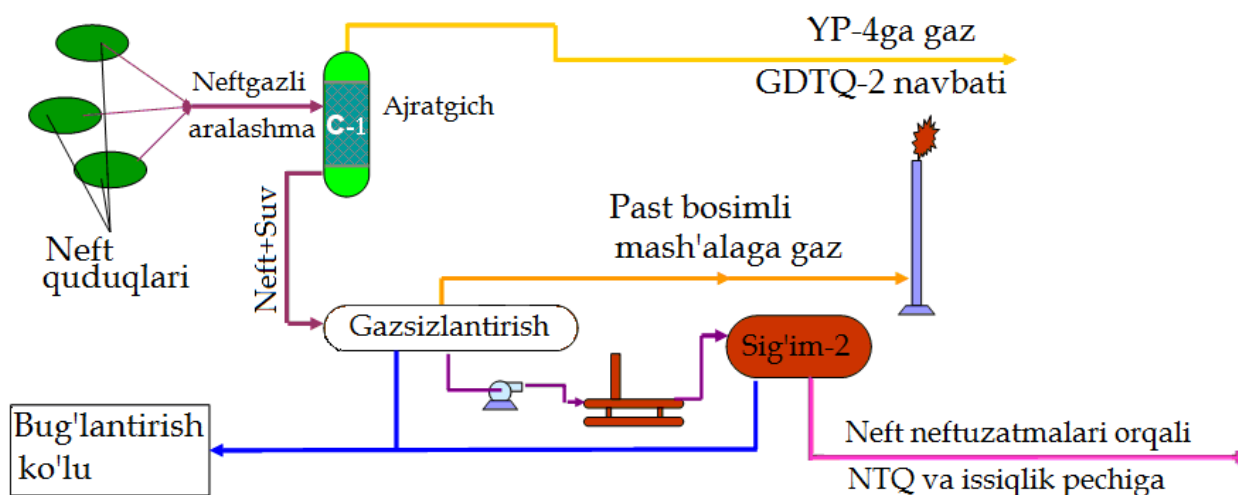 YP-4ga gaz
GDTQ-2 navbati
Neftgazli
aralashma
C-1
Ajratgich
Neft
quduqlari
Neft+Suv
Past bosimli
mash'alaga gaz
Gazsizlantirish
Sig'im-2
Bug'lantirish
ko'lu
Neft neftuzatmalari orqali
NTQ va issiqlik pechiga